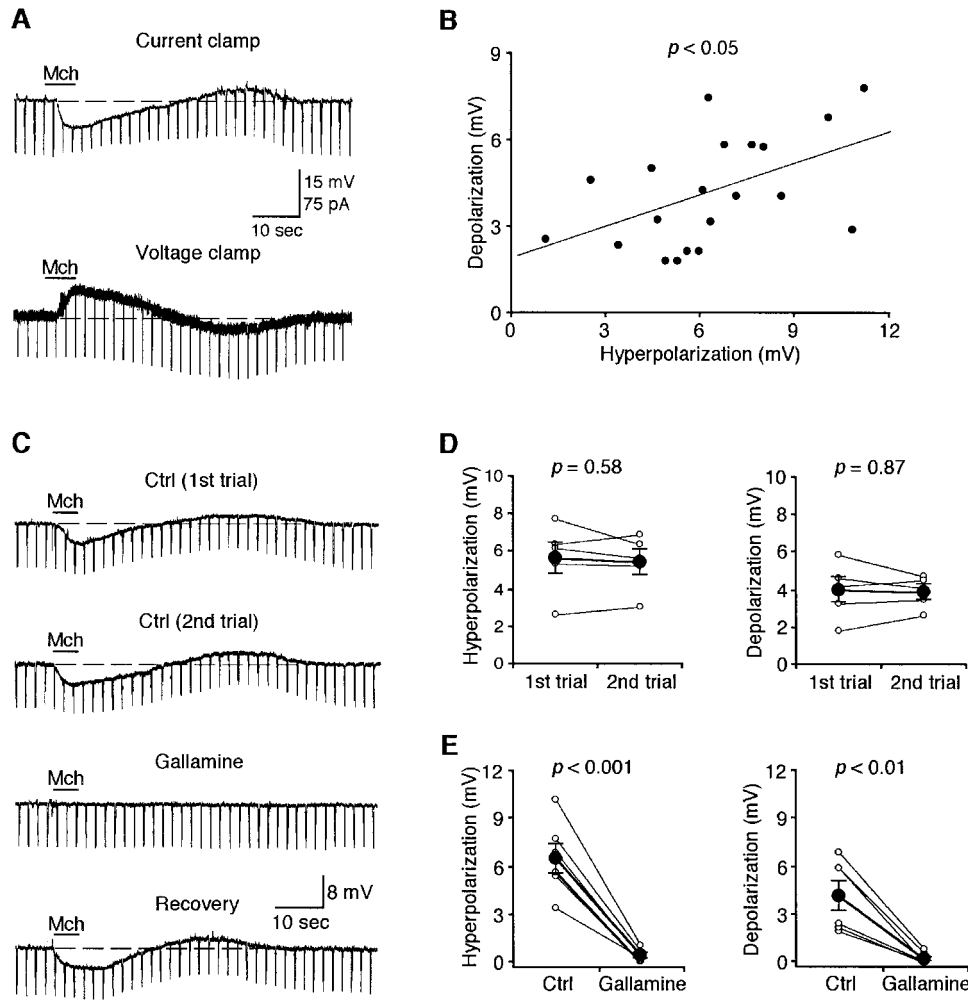 A
Current clamp
Mch
15 mV
75 pA
10 sec
Voltage clamp
Mch
B
p < 0.05
Depolarization (mV)
9
6
3
0
0 3 6 9 12
Hyperpolarization (mV)
C
Ctrl (1st trial)
Mch
Ctrl (2nd trial)
Mch
Gallamine
Mch
8 mV
10 sec
Recovery
Mch
D
p = 0.58
Hyperpolarization (mV)
10
8
6
4
2
0
1st trial 2nd trial
p = 0.87
Depolarization (mV)
10
8
6
4
2
0
1st trial 2nd trial
E
p < 0.001
Hyperpolarization (mV)
12
9
6
3
0
Ctrl Gallamine
p < 0.01
Depolarization (mV)
12
9
6
3
0
Ctrl Gallamine